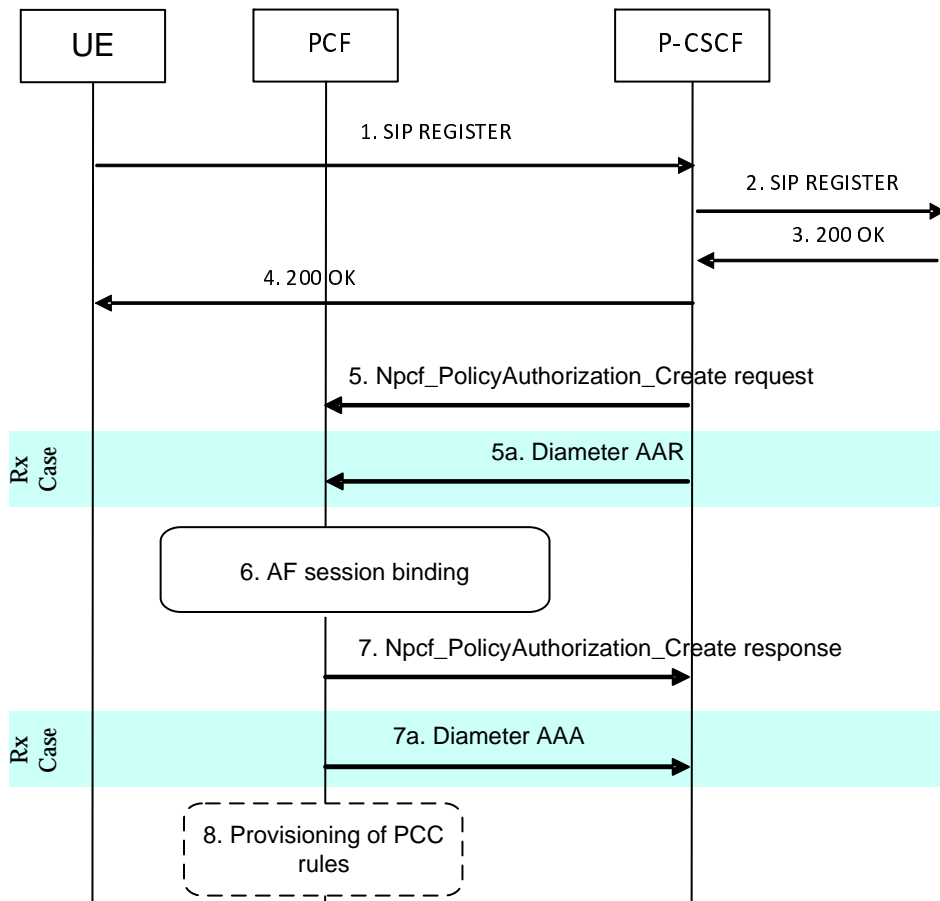 UE
PCF
P-CSCF
1. SIP REGISTER
2. SIP REGISTER
3. 200 OK
4. 200 OK
5. Npcf_PolicyAuthorization_Create request
Rx
Case
5a. Diameter AAR
6. AF session binding
7. Npcf_PolicyAuthorization_Create response
Rx
Case
7a. Diameter AAA
8. Provisioning of PCC
rules